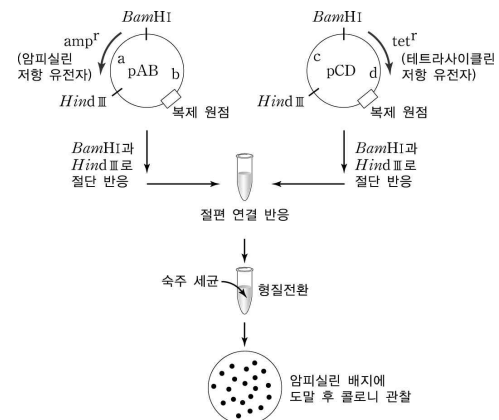 BamHI
amp^r
(암피실린
저항 유전자)
a
pAB
b
HindⅢ
복제 원점
BamHI
tet^r
(테트라사이클린
저항 유전자)
c
pCD
d
HindⅢ
복제 원점
BamHI과
HindⅢ로
절단 반응
BamHI과
HindⅢ로
절단 반응
절편 연결 반응
숙주 세균
형질전환
암피실린 배지에
도말 후 콜로니 관찰